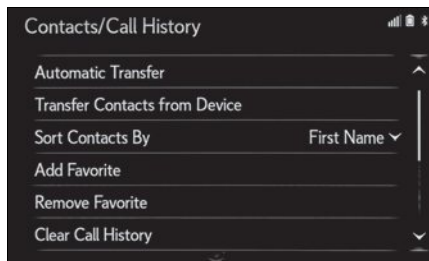 Contacts/Call History
Automatic Transfer
Transfer Contacts from Device
Sort Contacts By First Name
Add Favorite
Remove Favorite
Clear Call History